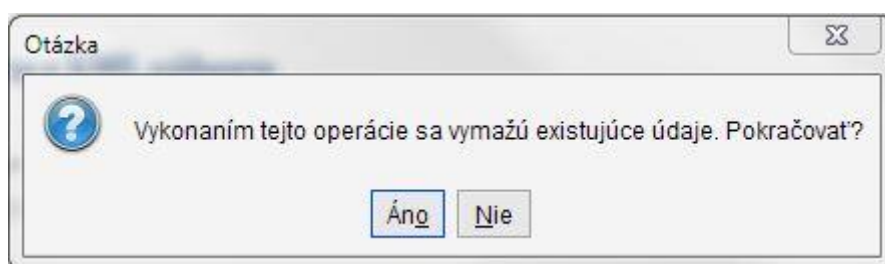 Otázka
Vykonaním tejto operácie sa vymažú existujúce údaje. Pokračovať?
Áno Nie